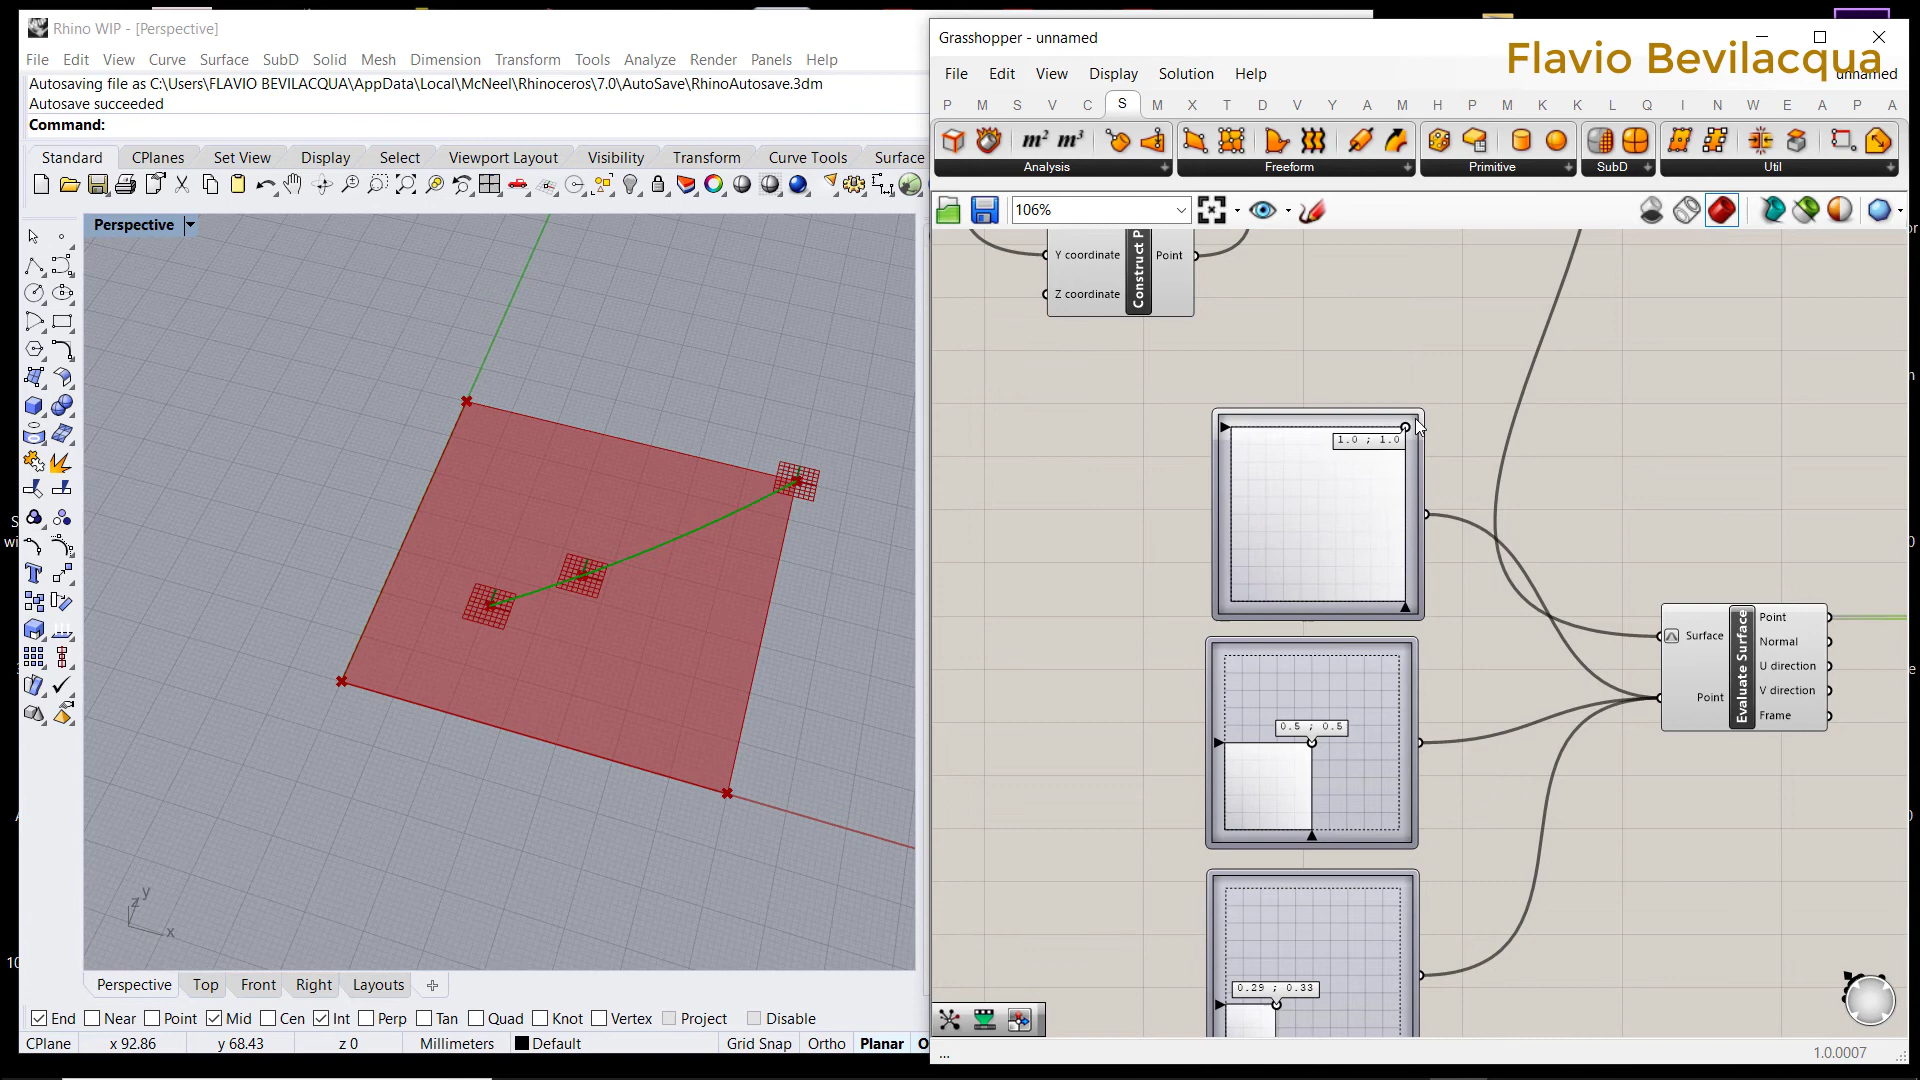 Rhino WIP - [Perspective]
File Edit View Curve Surface SubD Solid Mesh Dimension Transform Tools Analyze Render Panels Help
Autosaving file as C:\Users\FLAVIO BEVILACQUA\AppData\Local\McNeel\Rhinoceros\7.0\AutoSave\RhinoAutosave.3dm
Autosave succeeded
Command:
Standard CPlanes Set View Display Select Viewport Layout Visibility Transform Curve Tools Surface
Perspective
z y x
Perspective Top Front Right Layouts
End Near Point Mid Cen Int Perp Tan Quad Knot Vertex Project Disable
CPlane x 92.86 y 68.43 z 0 Millimeters Default Grid Snap Ortho Planar O
Grasshopper - unnamed
Flavio Bevilacqua
File Edit View Display Solution Help
unnamed
P M S V C S M X T D V Y A M H P M K K L Q I N W E A P A
m² m³
Analysis Freeform Primitive SubD Util
106%
Y coordinate
Z coordinate
Construct P
Point
1.0 ; 1.0
0.5 ; 0.5
0.29 ; 0.33
Surface
Point
Evaluate Surface
Point
Normal
U direction
V direction
Frame
...
1.0.0007